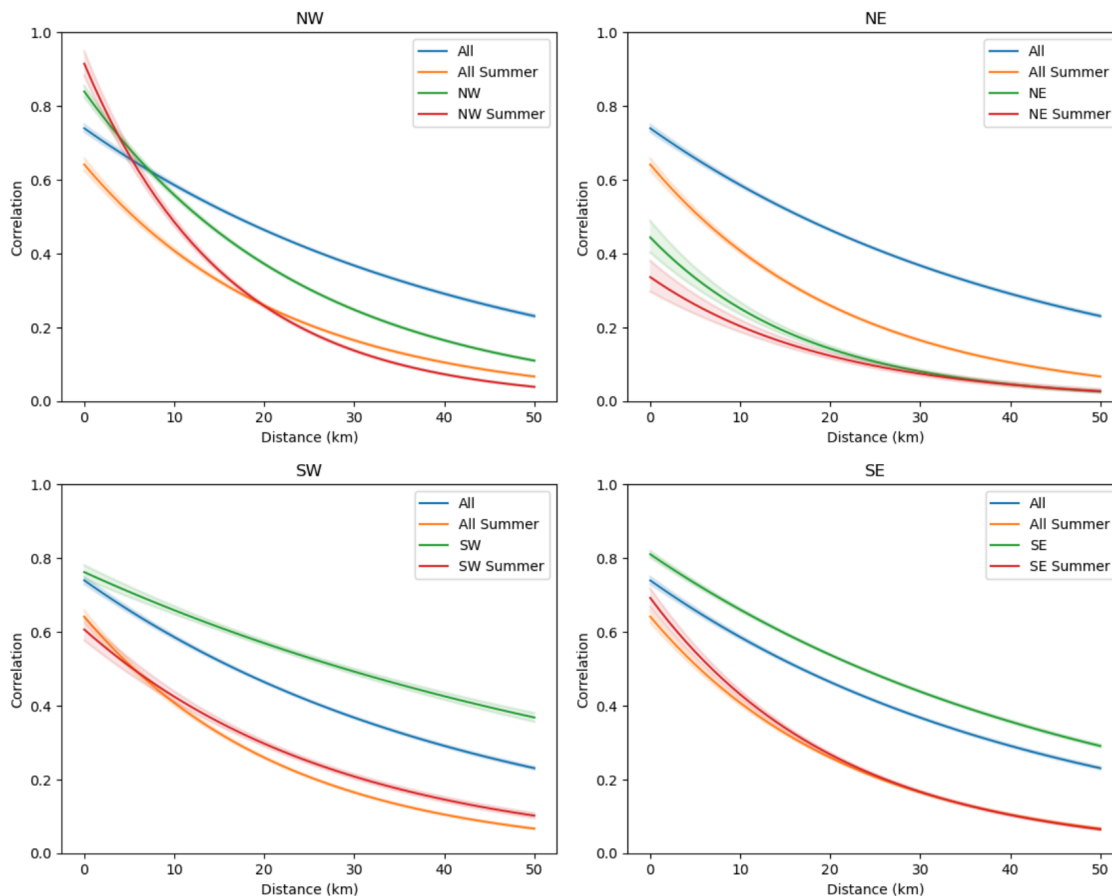 NW
1.0
0.8
0.6
0.4
0.2
0.0
Correlation
All
All Summer
NW
NW Summer
0 10 20 30 40 50
Distance (km)
NE
1.0
0.8
0.6
0.4
0.2
0.0
Correlation
All
All Summer
NE
NE Summer
0 10 20 30 40 50
Distance (km)
SW
1.0
0.8
0.6
0.4
0.2
0.0
Correlation
All
All Summer
SW
SW Summer
0 10 20 30 40 50
Distance (km)
SE
1.0
0.8
0.6
0.4
0.2
0.0
Correlation
All
All Summer
SE
SE Summer
0 10 20 30 40 50
Distance (km)